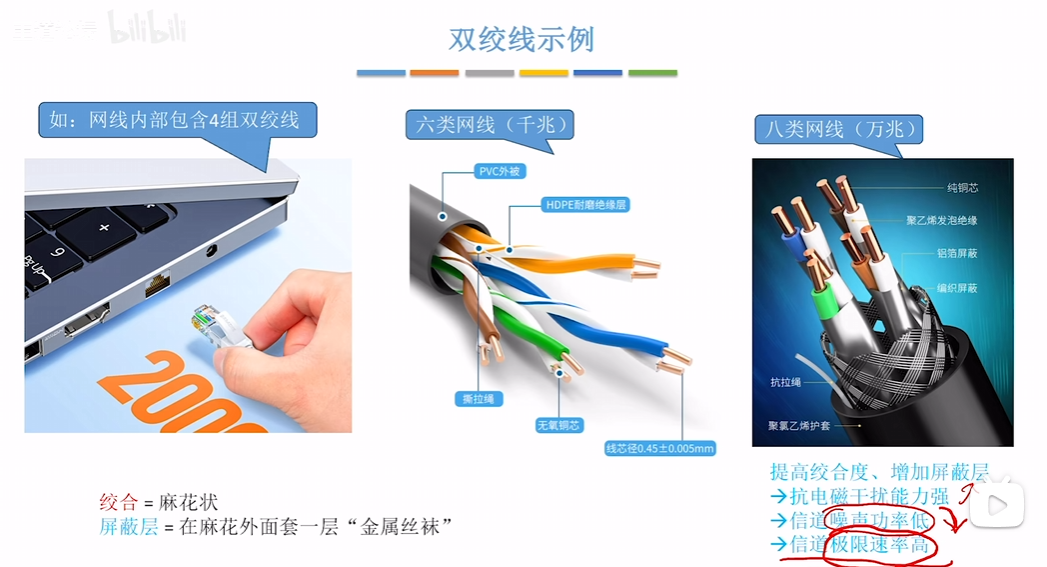 bilibili
双绞线示例
如：网线内部包含4组双绞线
六类网线（千兆）
八类网线（万兆）
PVC外被
HDPE耐磨绝缘层
撕拉绳
无氧铜芯
线芯径0.45±0.005mm
纯铜芯
聚乙烯发泡绝缘
铝箔屏蔽
编织屏蔽
抗拉绳
聚氯乙烯护套
+
9
Pg Up
200
绞合 = 麻花状
屏蔽层 = 在麻花外面套一层“金属丝袜”
提高绞合度、增加屏蔽层
→抗电磁干扰能力强
→信道噪声功率低
→信道极限速率高